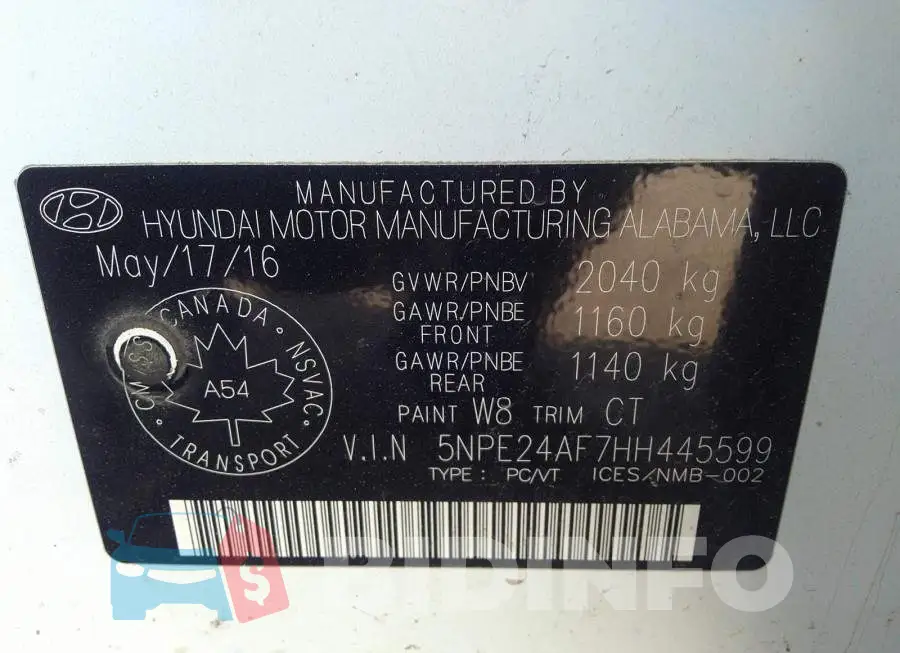 MANUFACTURED BY
HYUNDAI MOTOR MANUFACTURING ALABAMA, LLC
May/17/16
GVWR/PNBV 2040 kg
GAWR/PNBE FRONT 1160 kg
GAWR/PNBE REAR 1140 kg
CANADA · NSVAC · TRANSPORT · CMVSS
A54
PAINT W8 TRIM CT
V.I.N 5NPE24AF7HH445599
TYPE: PC/VT ICES/NMB-002
BIDINFO